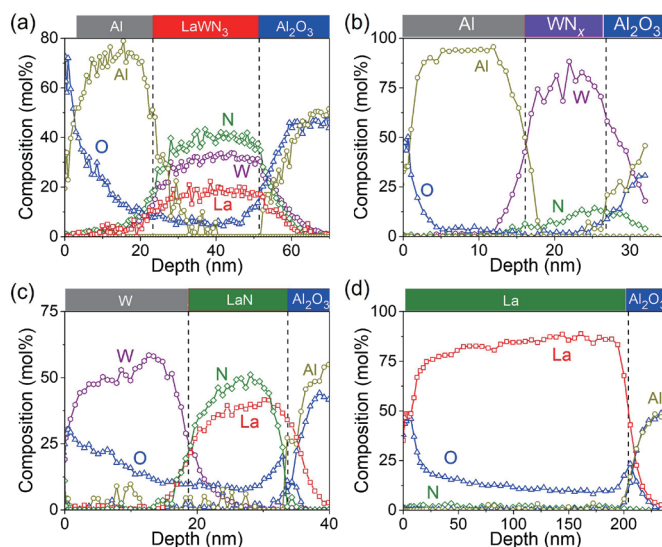 (a) Al LaWN3 Al2O3
80
60
40
20
0
Composition (mol%)
Al
O
N
W
La
0 20 40 60
Depth (nm)
(b) Al WNx Al2O3
100
75
50
25
0
Composition (mol%)
Al
W
O
N
0 10 20 30
Depth (nm)
(c) W LaN Al2O3
75
50
25
0
Composition (mol%)
W
N
Al
La
O
0 20 40
Depth (nm)
(d) La Al2O
100
75
50
25
0
Composition (mol%)
La
Al
O
N
0 50 100 150 200
Depth (nm)